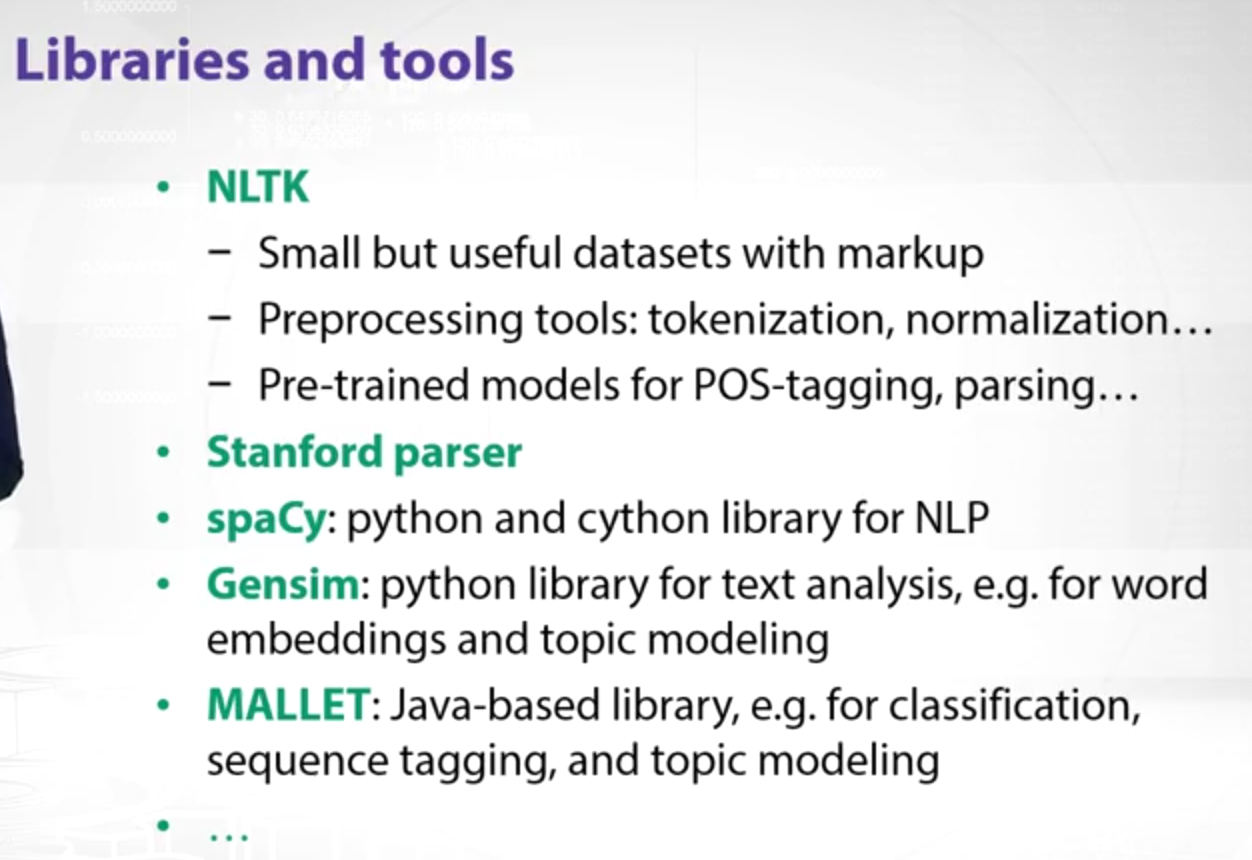 Libraries and tools
• NLTK
– Small but useful datasets with markup
– Preprocessing tools: tokenization, normalization…
– Pre-trained models for POS-tagging, parsing…
• Stanford parser
• spaCy: python and cython library for NLP
• Gensim: python library for text analysis, e.g. for word
embeddings and topic modeling
• MALLET: Java-based library, e.g. for classification,
sequence tagging, and topic modeling
• …